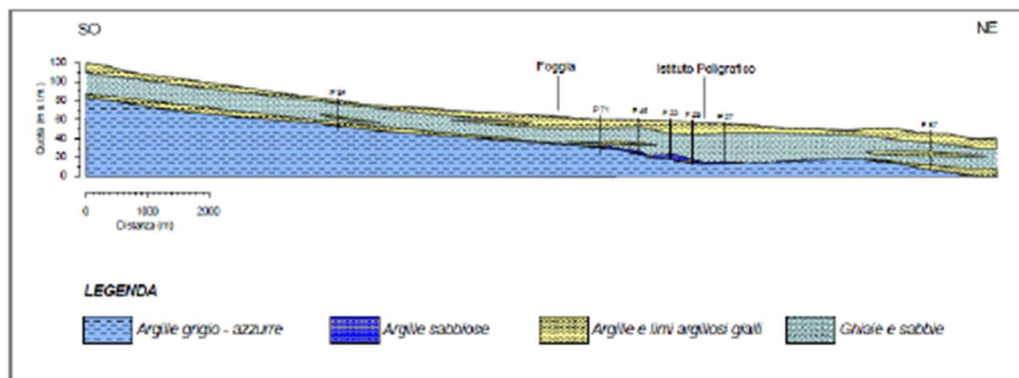 SO
NE
Foggia
Istituto Poligrafico
P 71
120
100
80
60
40
20
0
Quota (m s.l.m.)
0 1000 2000
Distanza (m)
LEGENDA
Argille grigio - azzurre
Argille sabbiose
Argille e limi argillosi gialli
Ghiaie e sabbie